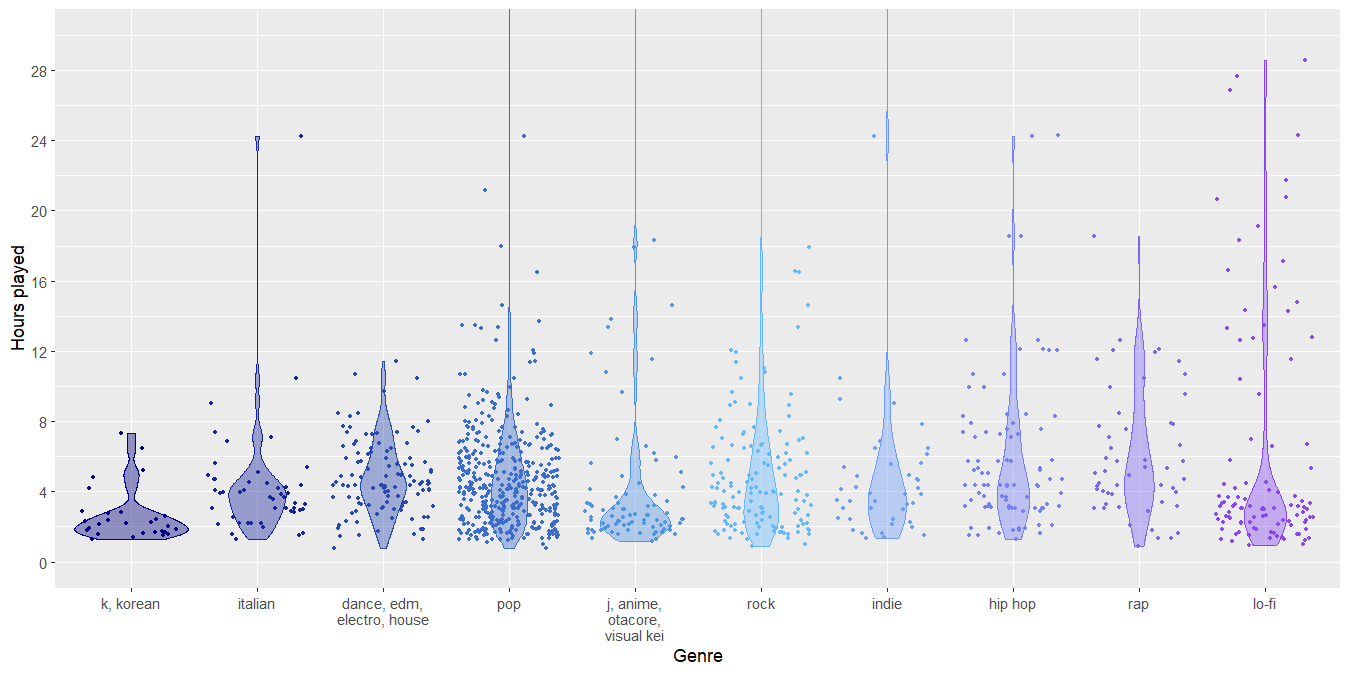 Hours played
28
24
20
16
12
8
4
0
k, korean
italian
dance, edm,
electro, house
pop
j, anime,
otacore,
visual kei
rock
indie
hip hop
rap
lo-fi
Genre